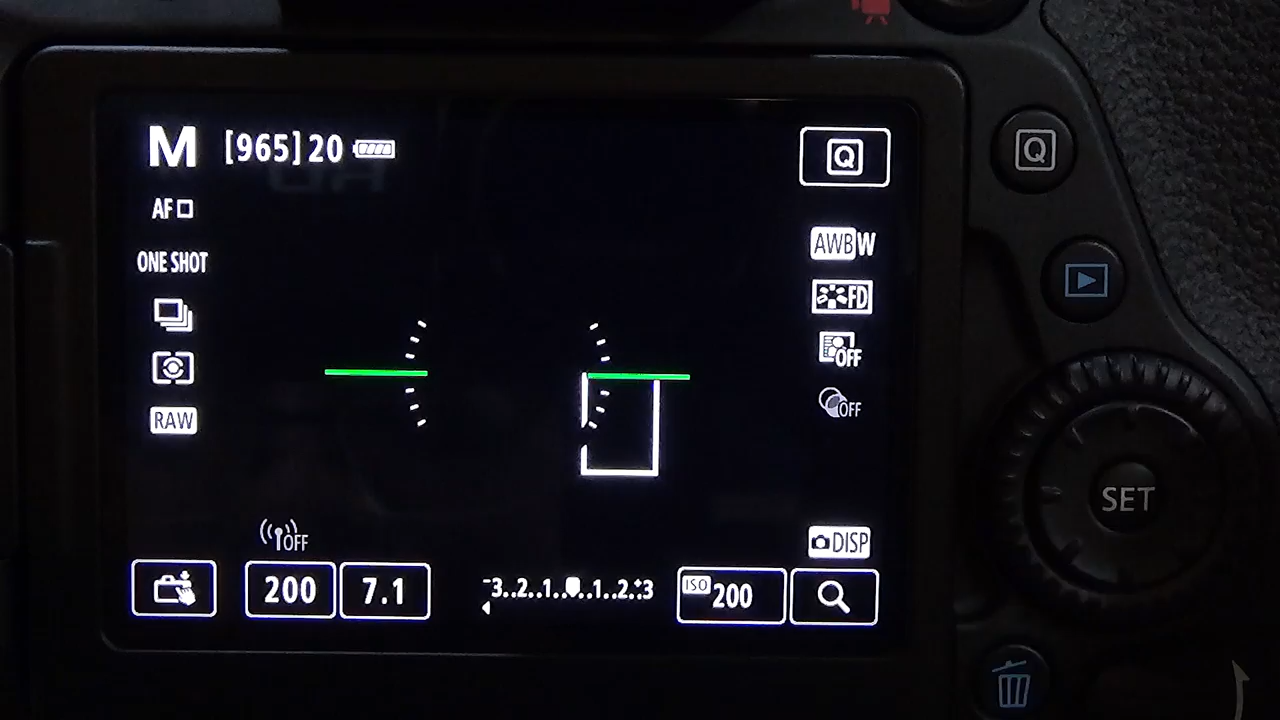 M [965] 20
Q
Q
AF
AWB W
ONE SHOT
FD
OFF
RAW
OFF
SET
OFF
DISP
200 7.1 -3..2..1..0..1..2..+3 ISO 200